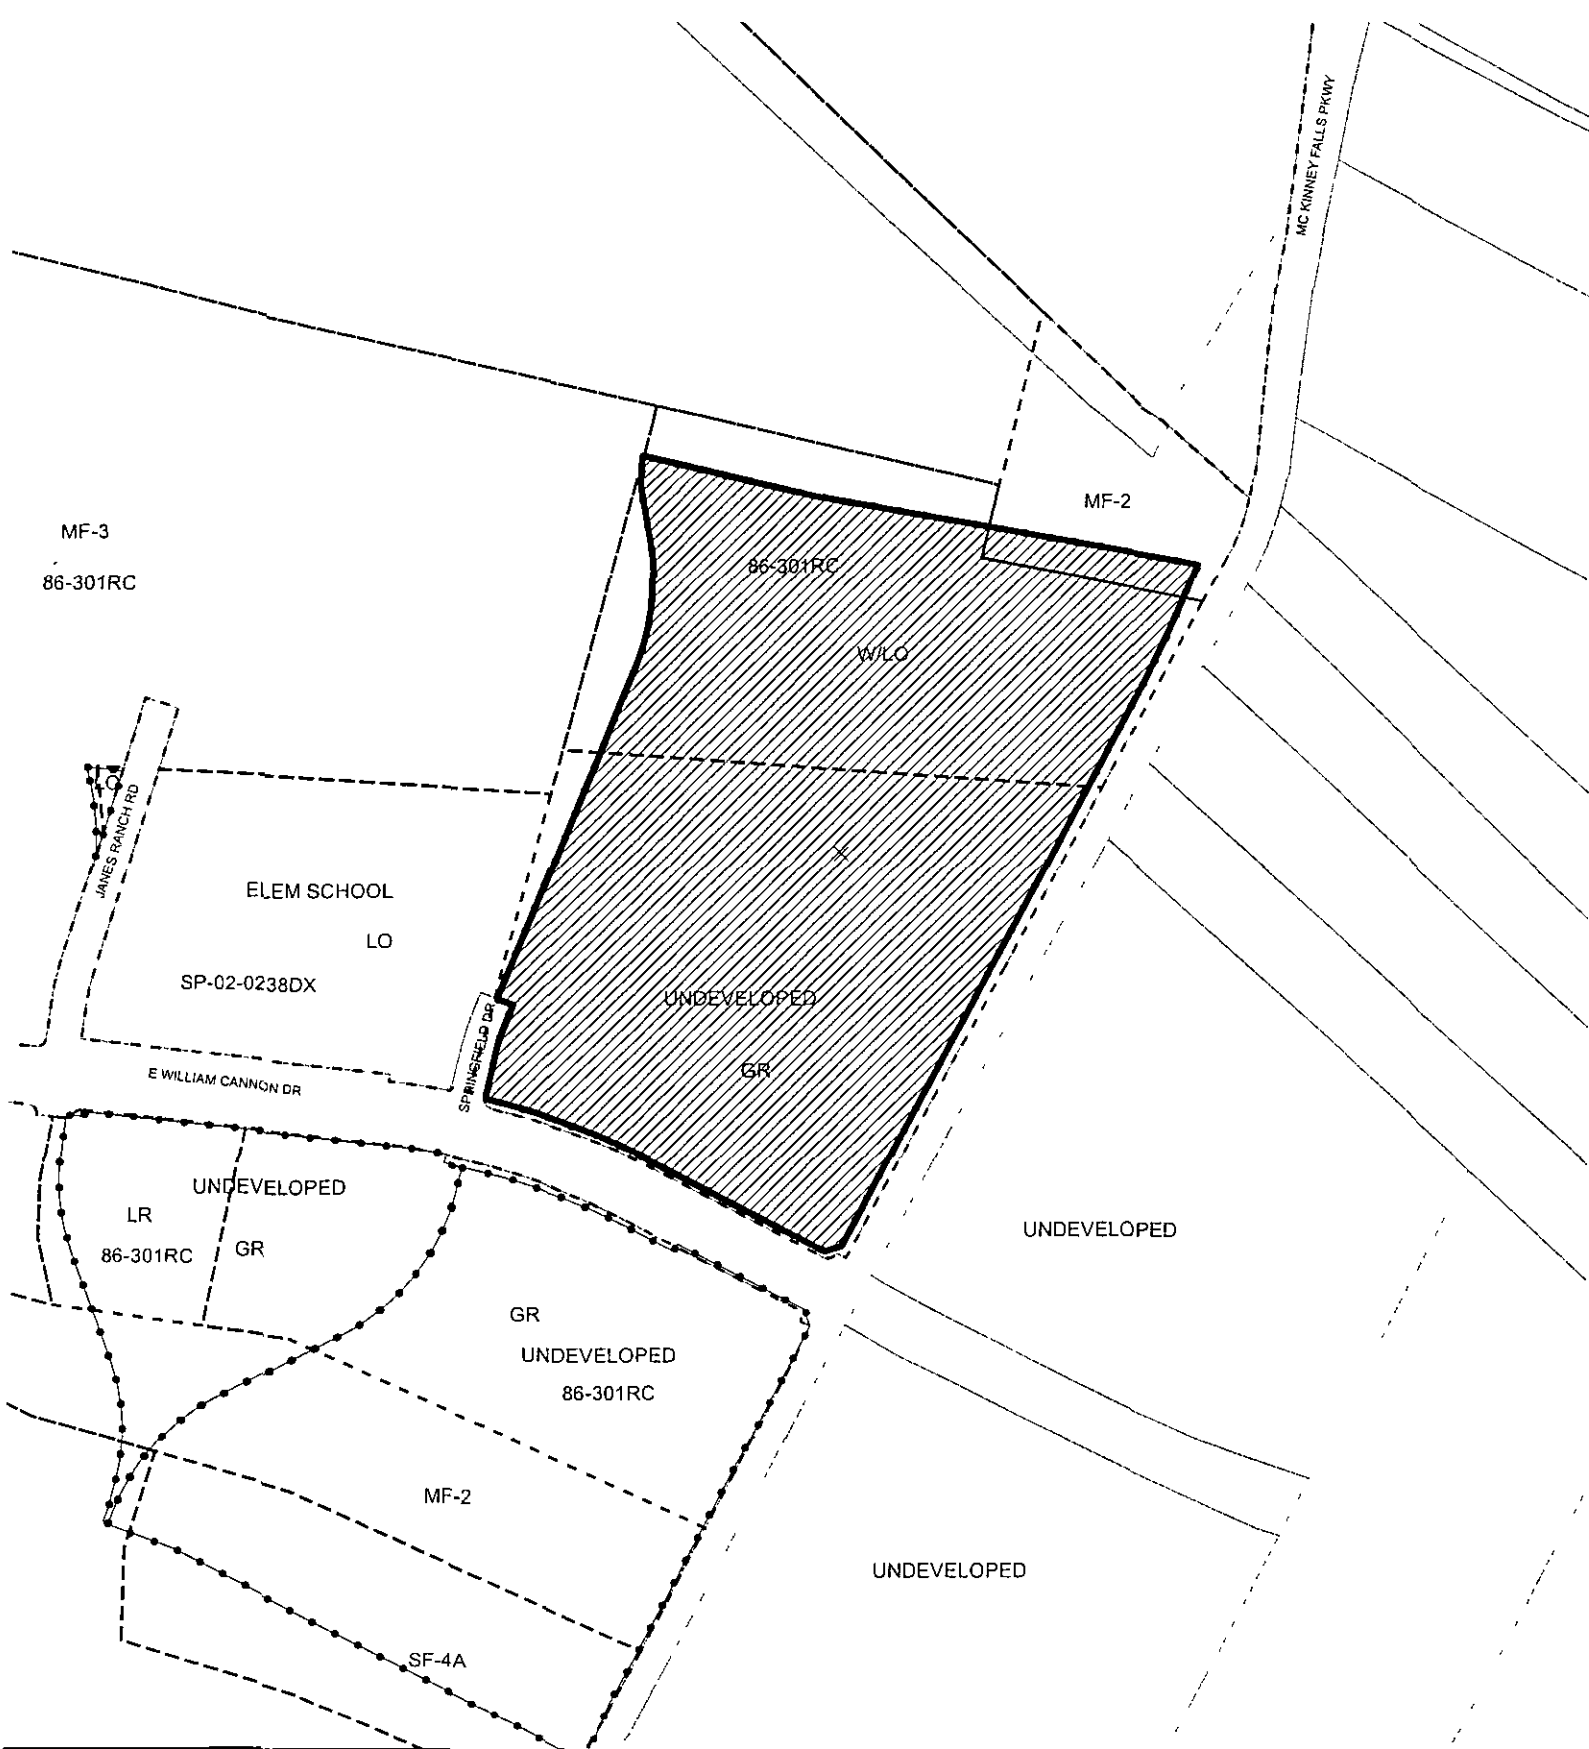 MC KINNEY FALLS PKWY
MF-2
MF-3
86-301RC
86-301RC
W/LO
LO
JANES RANCH RD
ELEM SCHOOL
LO
SP-02-0238DX
UNDEVELOPED
GR
SPRINGFIELD DR
E WILLIAM CANNON DR
UNDEVELOPED
LR
86-301RC
GR
UNDEVELOPED
GR
UNDEVELOPED
86-301RC
MF-2
UNDEVELOPED
SF-4A